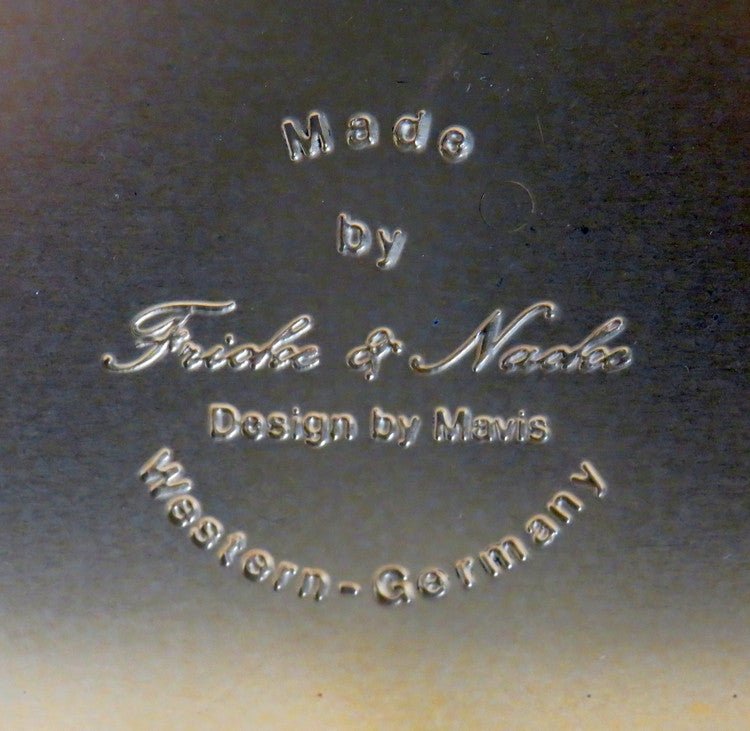 Made
by
Fricke & Nacke
Design by Mavis
Western-Germany